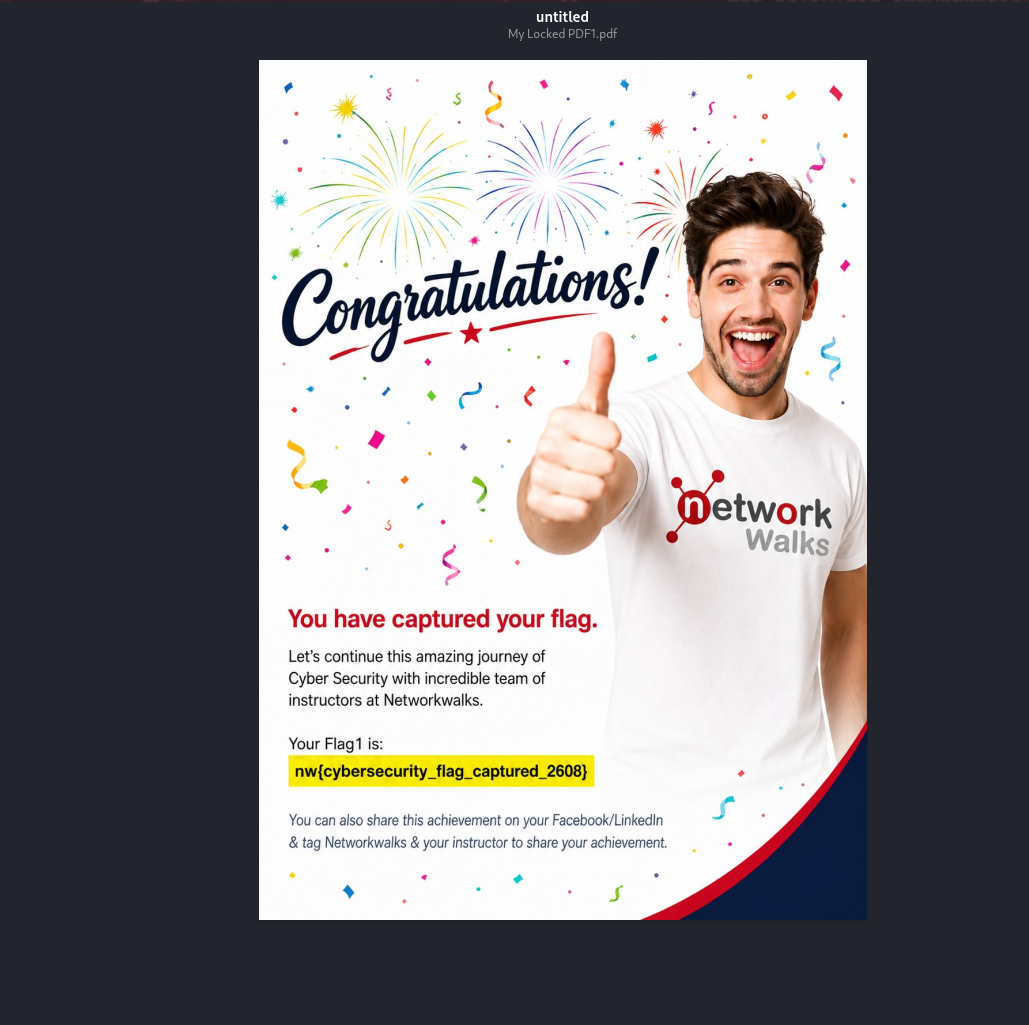 untitled
My Locked PDF1.pdf
Congratulations!
network
Walks
You have captured your flag.
Let's continue this amazing journey of
Cyber Security with incredible team of
instructors at Networkwalks.
Your Flag1 is:
nw{cybersecurity_flag_captured_2608}
You can also share this achievement on your Facebook/LinkedIn
& tag Networkwalks & your instructor to share your achievement.